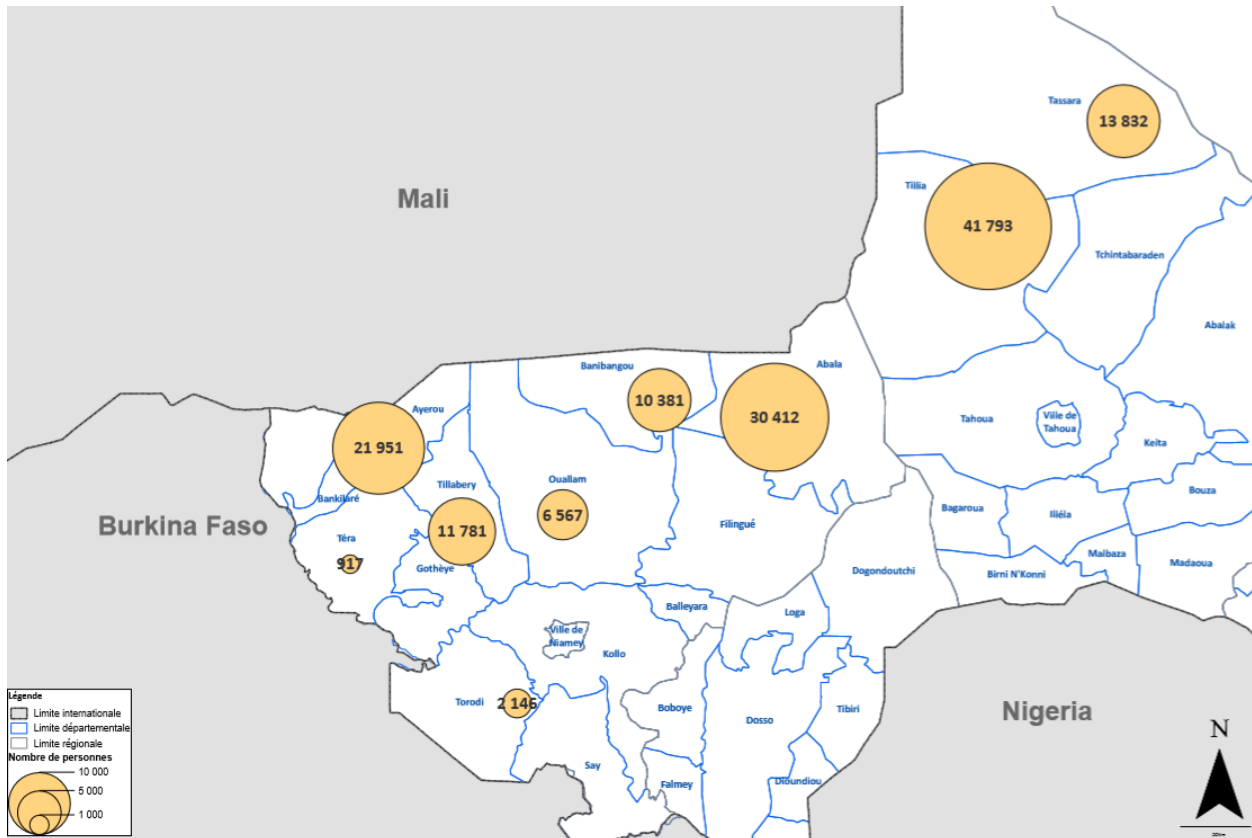 Tassara
13 832
Tillia
41 793
Mali
Tchintabaraden
Abalak
Banibangou
Abala
10 381
30 412
Ayerou
21 951
Tahoua
Ville de
Tahoua
Keita
Tillabery
Ouallam
Bankilaré
6 567
Bouza
Bagaroua
Illéla
Burkina Faso
11 781
Filingué
Téra
917
Gothèye
Dogondoutchi
Birni N'Konni
Malbaza
Madaoua
Balleyara
Loga
Ville de
Niamey
Kollo
Torodi
2 146
Boboye
Dosso
Tibiri
Nigeria
N
Say
Falmey
Dioundiou
Légende
Limite internationale
Limite départementale
Limite régionale
Nombre de personnes
10 000
5 000
1 000